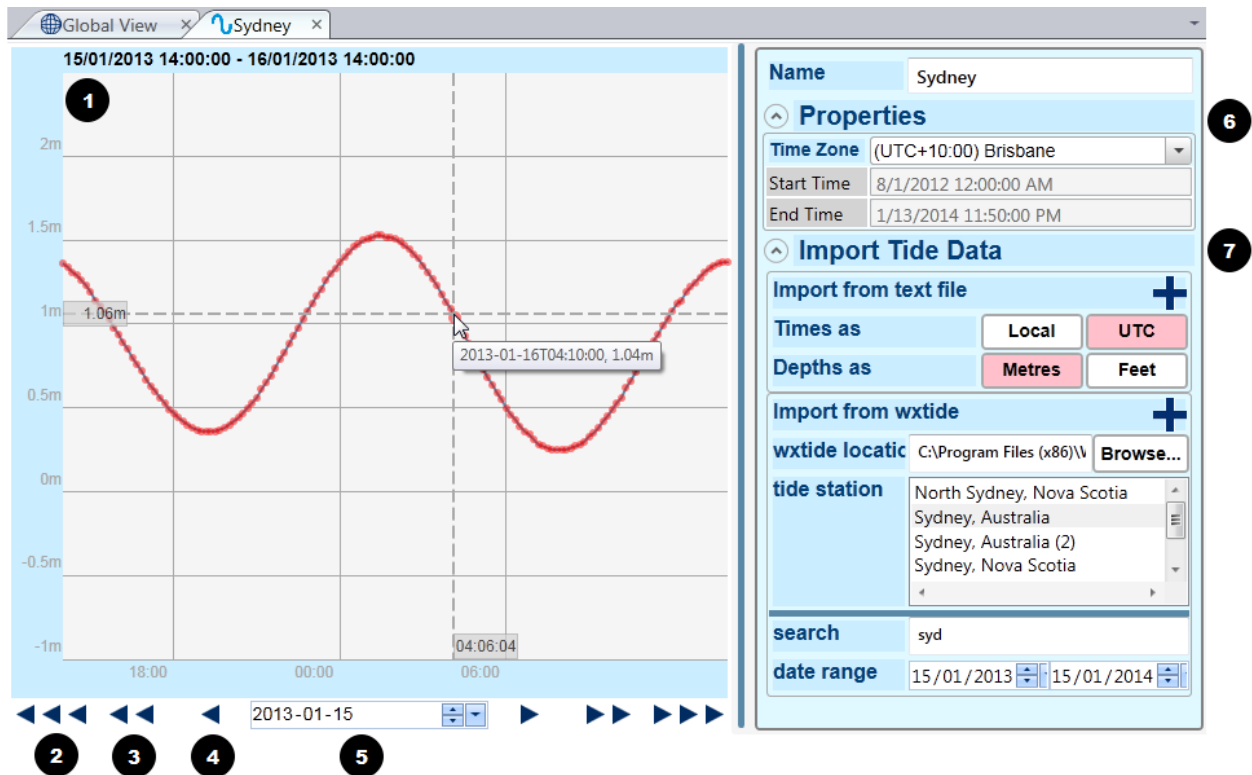 Global View
Sydney
15/01/2013 14:00:00 - 16/01/2013 14:00:00
1
2m
1.5m
1m
1.06m
0.5m
0m
-0.5m
-1m
2013-01-16T04:10:00, 1.04m
04:06:04
18:00 00:00 06:00
2013-01-15
2 3 4 5
Name Sydney
Properties
6
Time Zone (UTC+10:00) Brisbane
Start Time 8/1/2012 12:00:00 AM
End Time 1/13/2014 11:50:00 PM
Import Tide Data
7
Import from text file
Times as Local UTC
Depths as Metres Feet
Import from wxtide
wxtide locatic C:\Program Files (x86)\ Browse...
tide station
North Sydney, Nova Scotia
Sydney, Australia
Sydney, Australia (2)
Sydney, Nova Scotia
search syd
date range 15/01/2013 15/01/2014